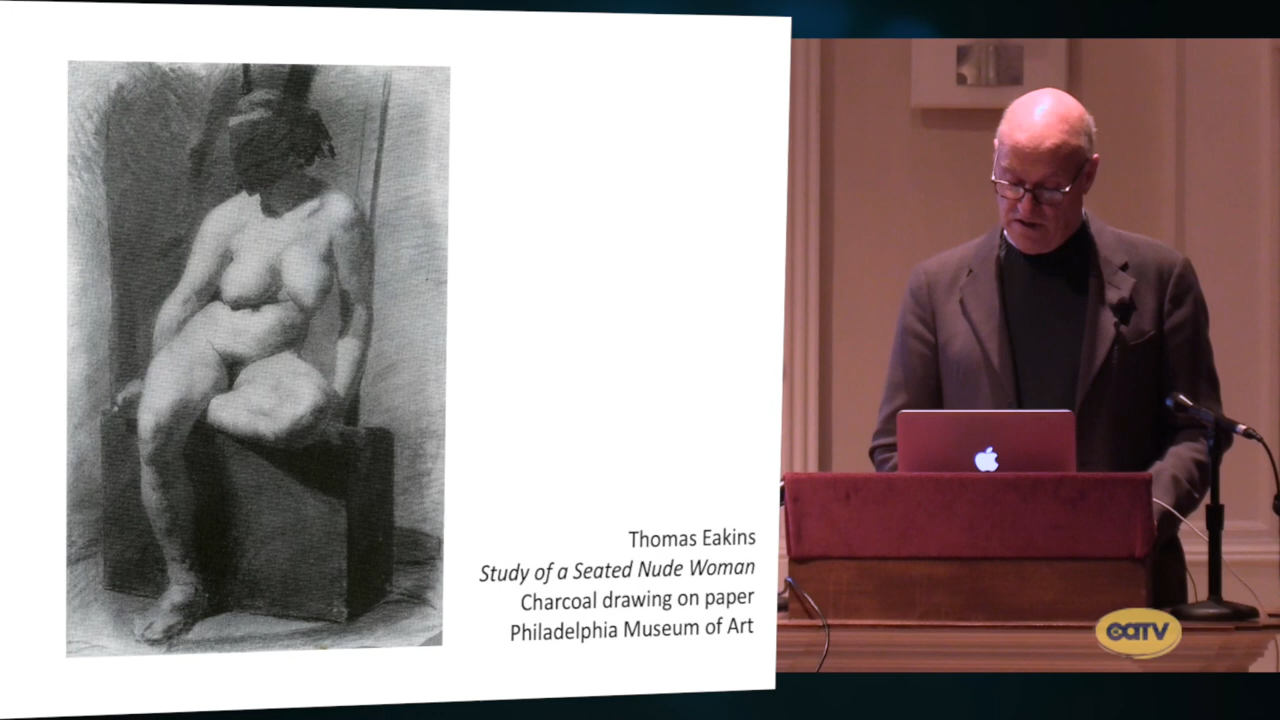 Thomas Eakins
Study of a Seated Nude Woman
Charcoal drawing on paper
Philadelphia Museum of Art
CATV